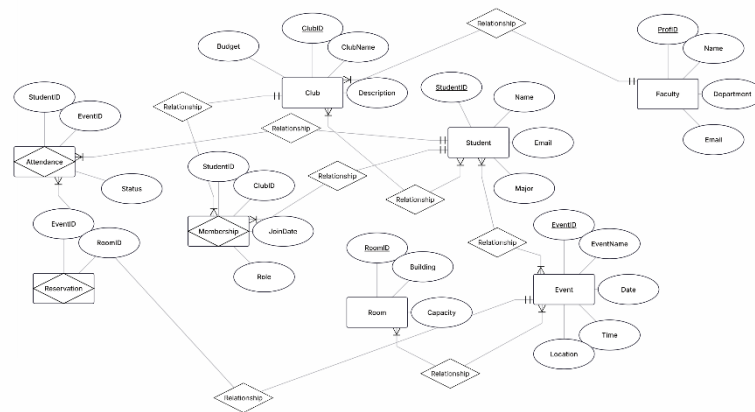 Relationship
ClubID
ProfID
Budget
ClubName
Name
StudentID
Club
Description
Faculty
Department
StudentID
Relationship
Name
EventID
Relationship
Student
Email
Email
Attendance
StudentID
Relationship
Major
Status
ClubID
Relationship
EventID
RoomID
Membership
JoinDate
RoomID
Relationship
EventID
EventName
Building
Reservation
Role
Event
Date
Room
Capacity
Time
Location
Relationship
Relationship